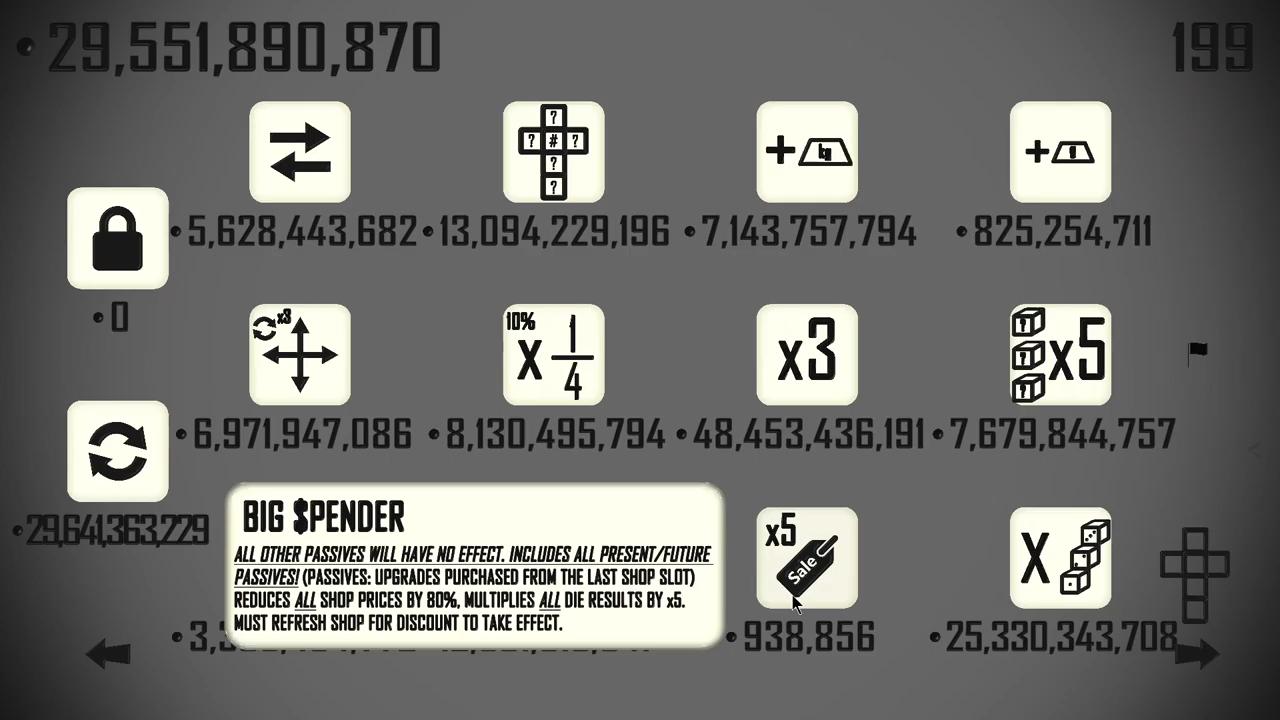 29,551,890,870
199
? ? # ? ? ?
+ kg
+ g
5,628,443,682
13,094,229,196
7,143,757,794
825,254,711
0
x3
10% x 1/4
x3
? ? ? x5
6,971,947,086
8,130,495,794
48,453,436,191
7,679,844,757
29,641,363,229
BIG $PENDER
ALL OTHER PASSIVES WILL HAVE NO EFFECT. INCLUDES ALL PRESENT/FUTURE
PASSIVES! (PASSIVES: UPGRADES PURCHASED FROM THE LAST SHOP SLOT)
REDUCES ALL SHOP PRICES BY 80%, MULTIPLIES ALL DIE RESULTS BY x5.
MUST REFRESH SHOP FOR DISCOUNT TO TAKE EFFECT.
x5
Sale
X
938,856
25,330,343,708